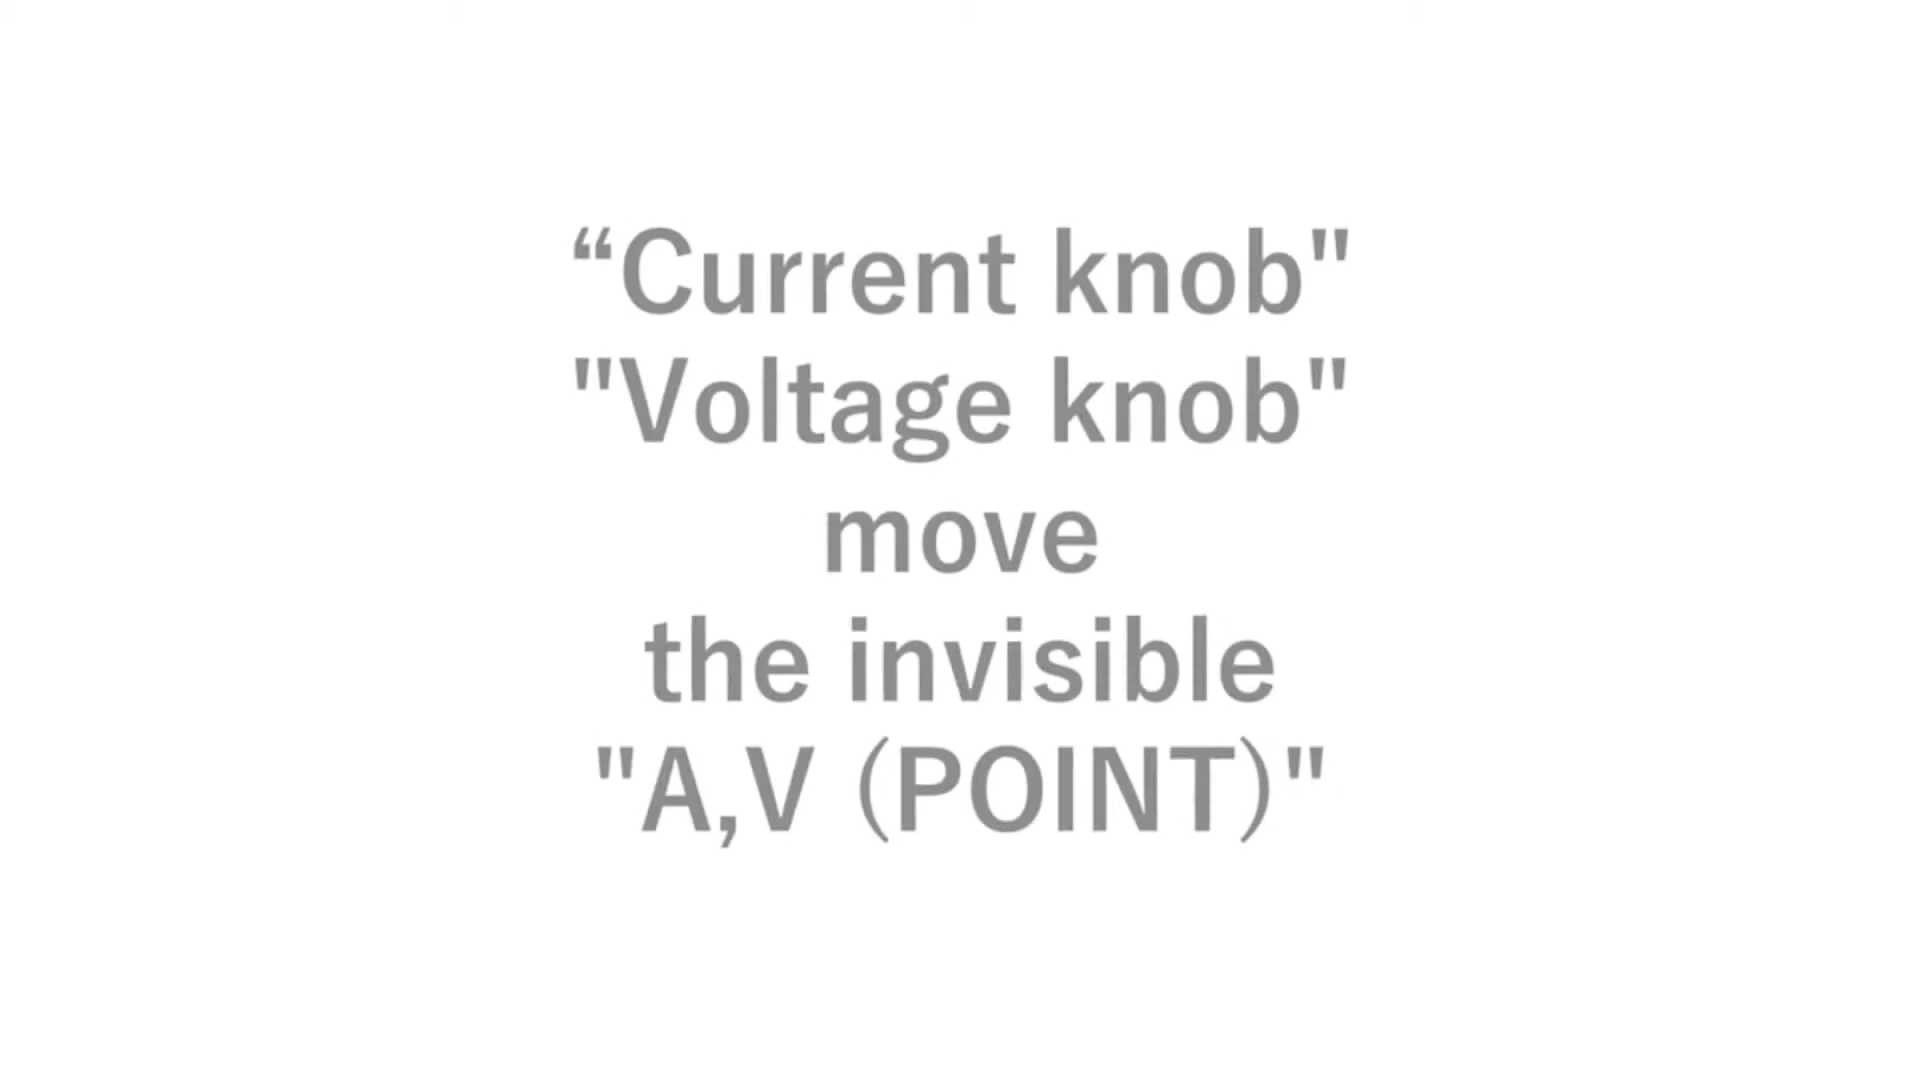 “Current knob"
"Voltage knob"
move
the invisible
"A,V (POINT)"